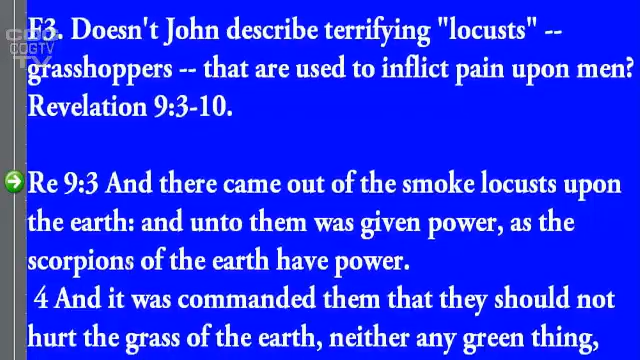 COG
COGTV
TV
F3. Doesn't John describe terrifying "locusts" --
grasshoppers -- that are used to inflict pain upon men?
Revelation 9:3-10.
Re 9:3 And there came out of the smoke locusts upon
the earth: and unto them was given power, as the
scorpions of the earth have power.
4 And it was commanded them that they should not
hurt the grass of the earth, neither any green thing,